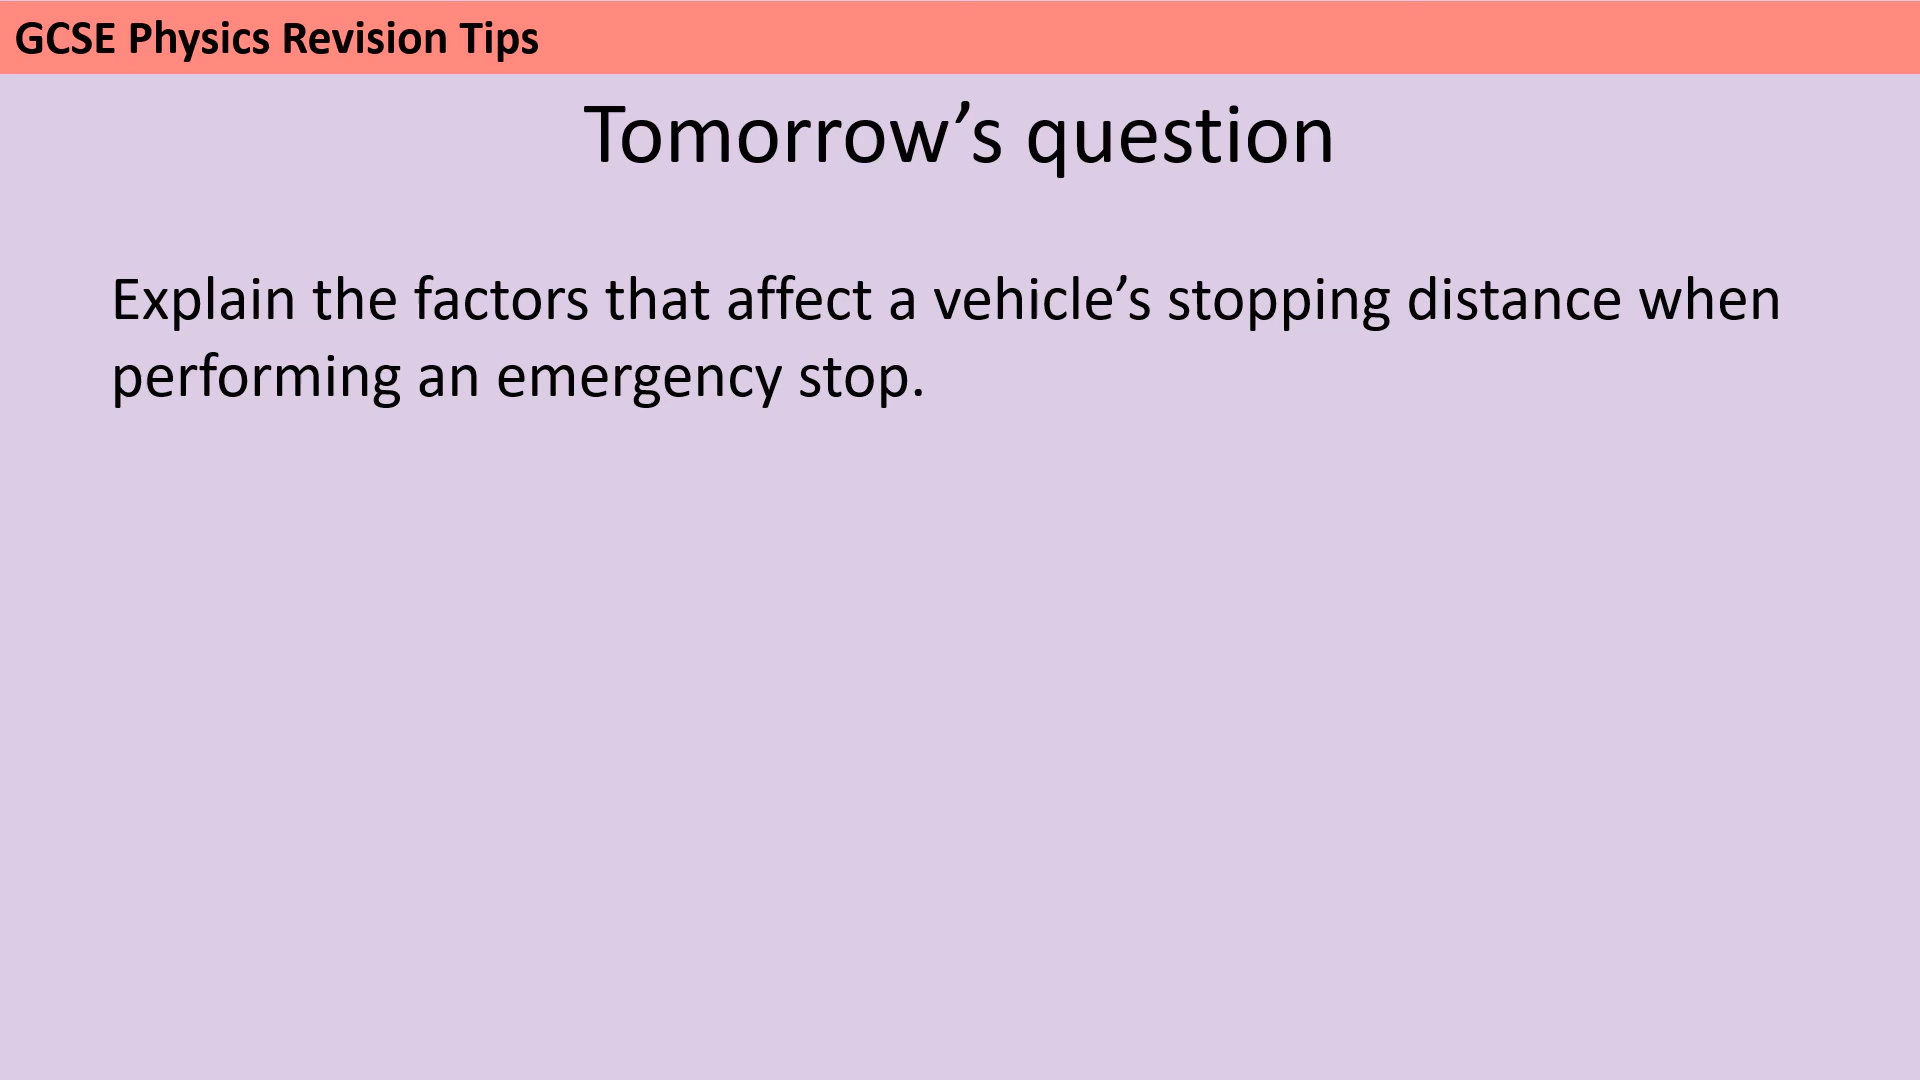 GCSE Physics Revision Tips
Tomorrow’s question
Explain the factors that affect a vehicle’s stopping distance when
performing an emergency stop.